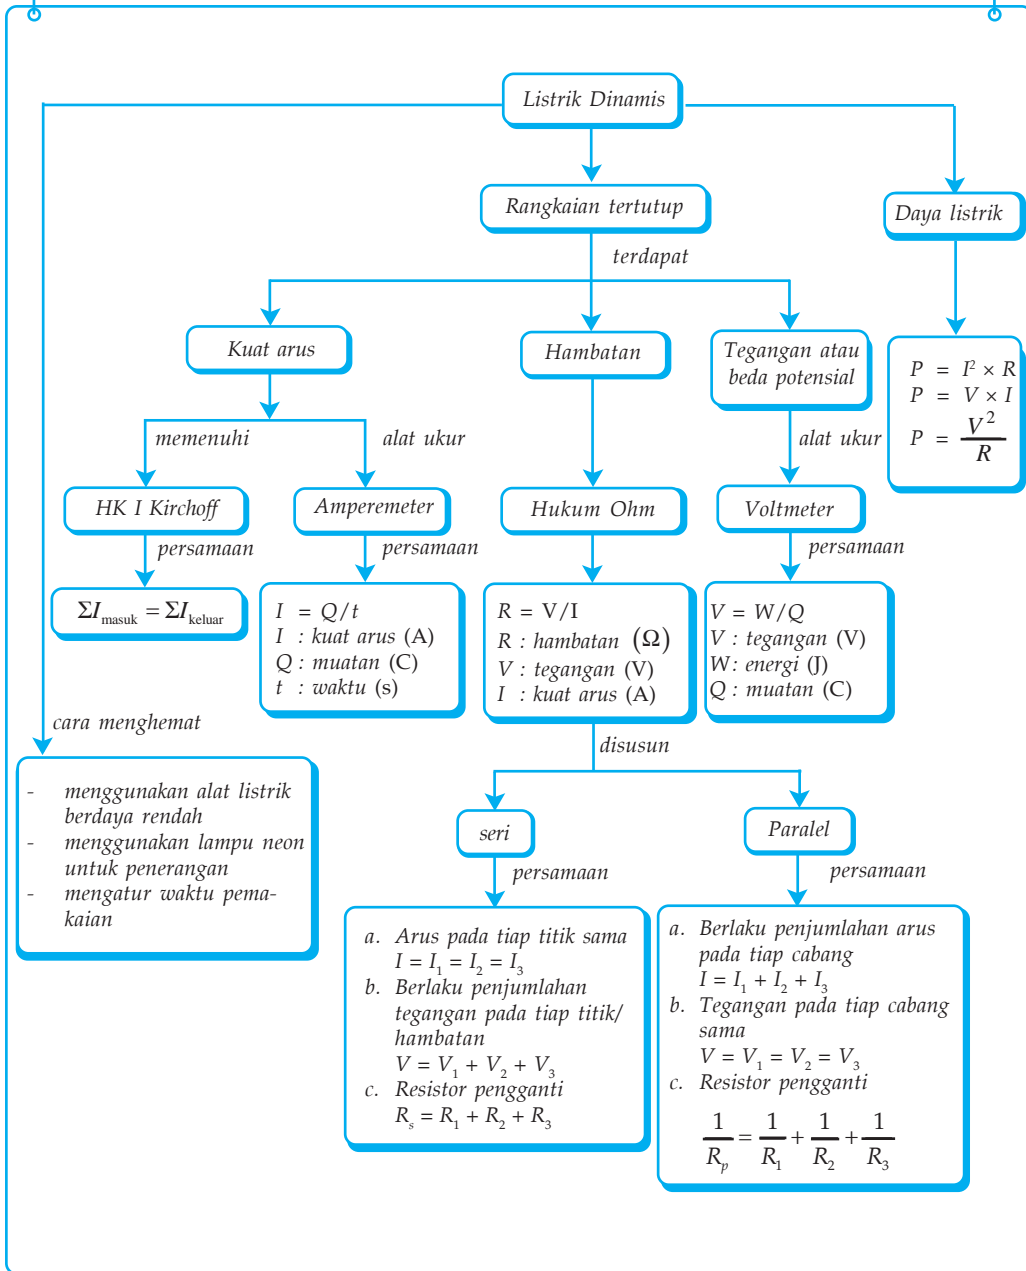 Listrik Dinamis
Rangkaian tertutup
Daya listrik
terdapat
Kuat arus
Hambatan
Tegangan atau
beda potensial
P = I² × R
P = V × I
P = V²/R
memenuhi
alat ukur
alat ukur
HK I Kirchoff
Amperemeter
Hukum Ohm
Voltmeter
persamaan
persamaan
persamaan
ΣI_masuk = ΣI_keluar
I = Q/t
I : kuat arus (A)
Q : muatan (C)
t : waktu (s)
R = V/I
R : hambatan (Ω)
V : tegangan (V)
I : kuat arus (A)
V = W/Q
V : tegangan (V)
W: energi (J)
Q : muatan (C)
cara menghemat
disusun
- menggunakan alat listrik
berdaya rendah
- menggunakan lampu neon
untuk penerangan
- mengatur waktu pema-
kaian
seri
Paralel
persamaan
persamaan
a. Arus pada tiap titik sama
I = I₁ = I₂ = I₃
b. Berlaku penjumlahan
tegangan pada tiap titik/
hambatan
V = V₁ + V₂ + V₃
c. Resistor pengganti
Rₛ = R₁ + R₂ + R₃
a. Berlaku penjumlahan arus
pada tiap cabang
I = I₁ + I₂ + I₃
b. Tegangan pada tiap cabang
sama
V = V₁ = V₂ = V₃
c. Resistor pengganti
1/Rₚ = 1/R₁ + 1/R₂ + 1/R₃